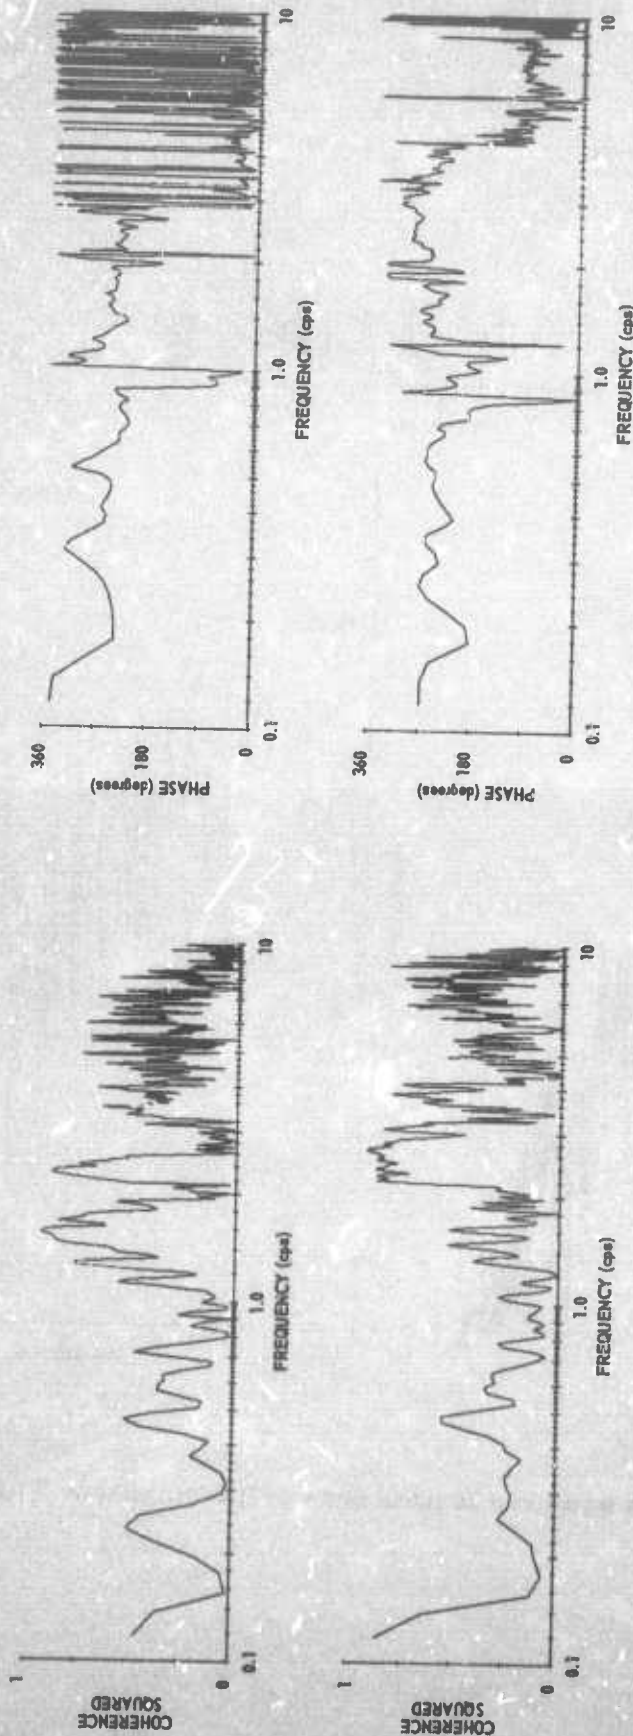 360
180
0
PHASE (degrees)
0.1
1.0
10
FREQUENCY (cps)
360
180
0
PHASE (degrees)
0.1
1.0
10
FREQUENCY (cps)
1
0
COHERENCE
SQUARED
0.1
1.0
10
FREQUENCY (cps)
1
0
COHERENCE
SQUARED
0.1
1.0
10
FREQUENCY (cps)